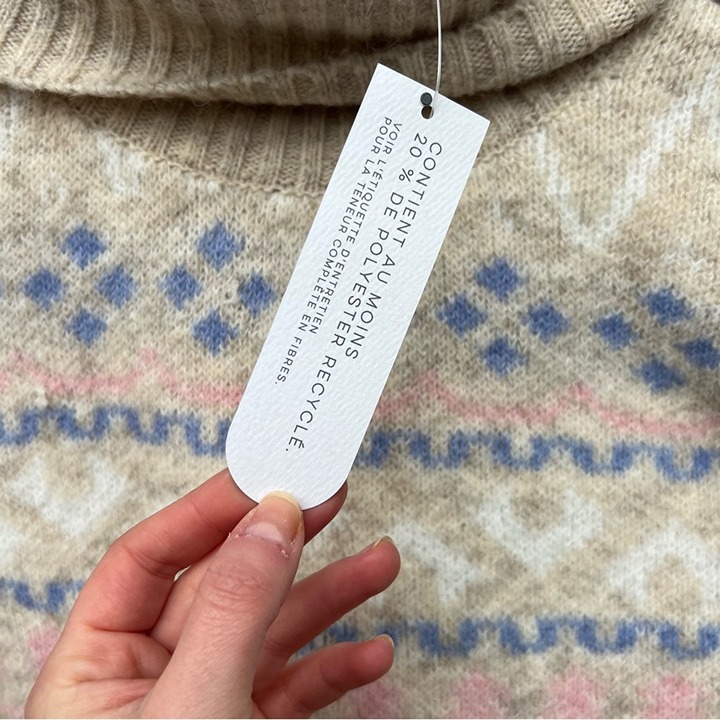 CONTIENT AU MOINS
20 % DE POLYESTER RECYCLÉ.
VOIR L'ÉTIQUETTE D'ENTRETIEN
POUR LA TENEUR COMPLÈTE EN FIBRES.